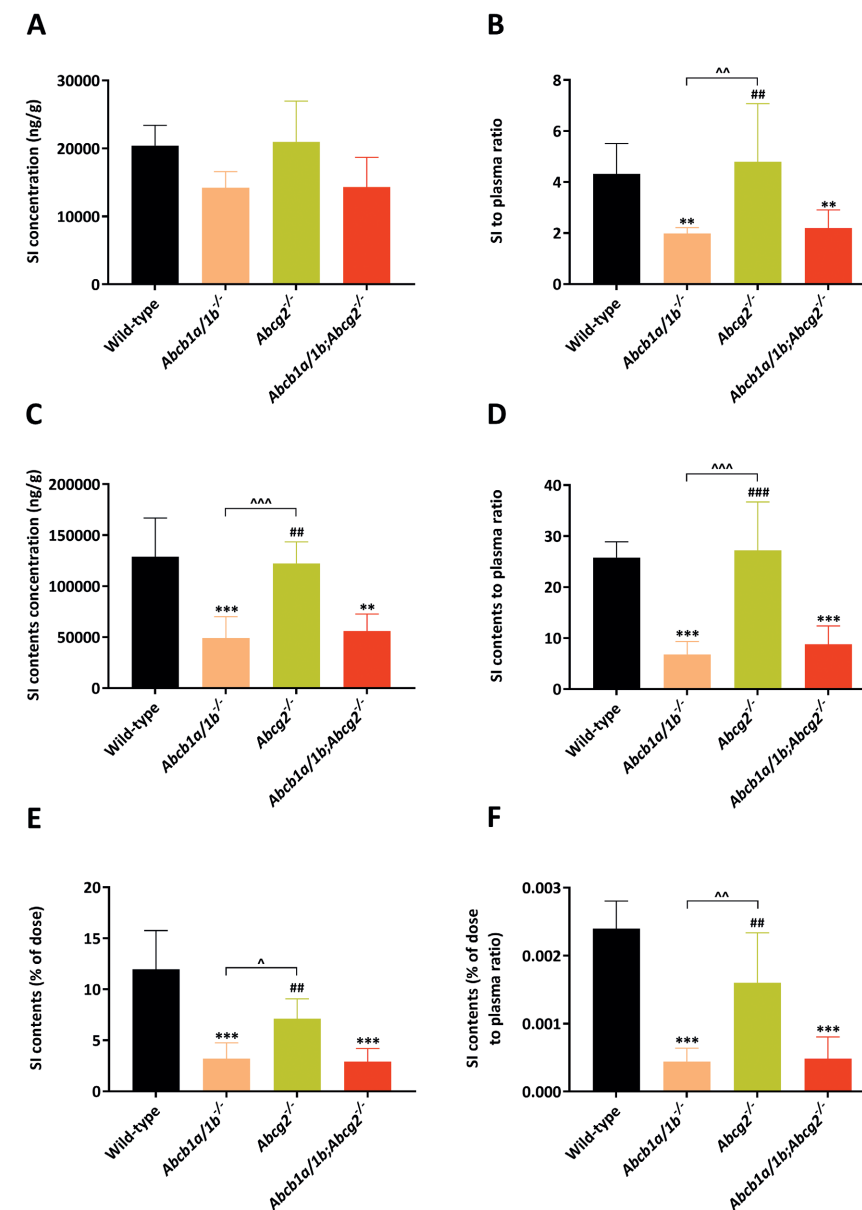 A
SI concentration (ng/g)
30000
20000
10000
0
Wild-type
Abcb1a/1b-/-
Abcg2-/-
Abcb1a/1b;Abcg2-/-
B
SI to plasma ratio
8
6
4
2
0
^^
##
**
**
Wild-type
Abcb1a/1b-/-
Abcg2-/-
Abcb1a/1b;Abcg2-/-
C
SI contents concentration (ng/g)
200000
150000
100000
50000
0
^^^
##
***
**
Wild-type
Abcb1a/1b-/-
Abcg2-/-
Abcb1a/1b;Abcg2-/-
D
SI contents to plasma ratio
40
30
20
10
0
^^^
###
***
***
Wild-type
Abcb1a/1b-/-
Abcg2-/-
Abcb1a/1b;Abcg2-/-
E
SI contents (% of dose)
20
15
10
5
0
^
##
***
***
Wild-type
Abcb1a/1b-/-
Abcg2-/-
Abcb1a/1b;Abcg2-/-
F
SI contents (% of dose
to plasma ratio)
0.003
0.002
0.001
0.000
^^
##
***
***
Wild-type
Abcb1a/1b-/-
Abcg2-/-
Abcb1a/1b;Abcg2-/-